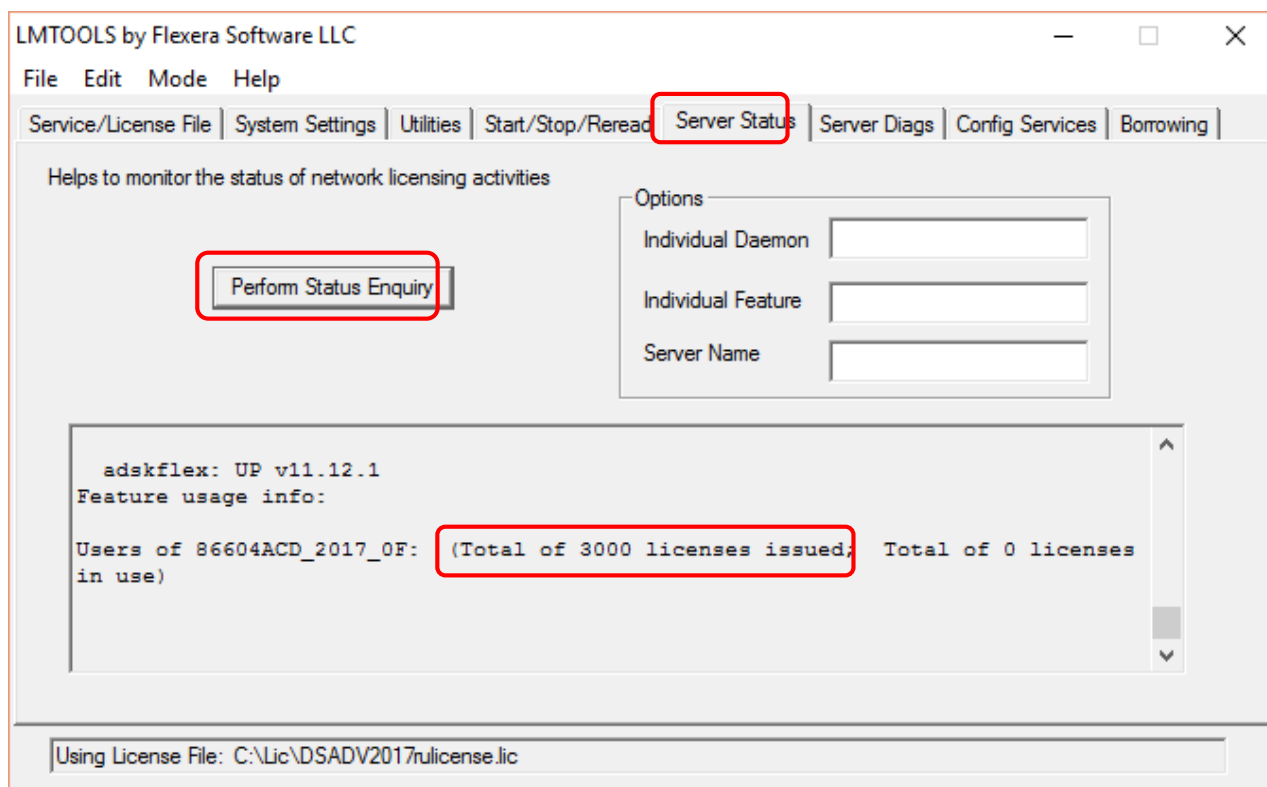 LMTOOLS by Flexera Software LLC
File Edit Mode Help
Service/License File System Settings Utilities Start/Stop/Reread Server Status Server Diags Config Services Borrowing
Helps to monitor the status of network licensing activities
Options
Individual Daemon
Perform Status Enquiry
Individual Feature
Server Name
adskflex: UP v11.12.1
Feature usage info:
Users of 86604ACD_2017_0F: (Total of 3000 licenses issued; Total of 0 licenses
in use)
Using License File: C:\Lic\DSADV2017rulicense.lic